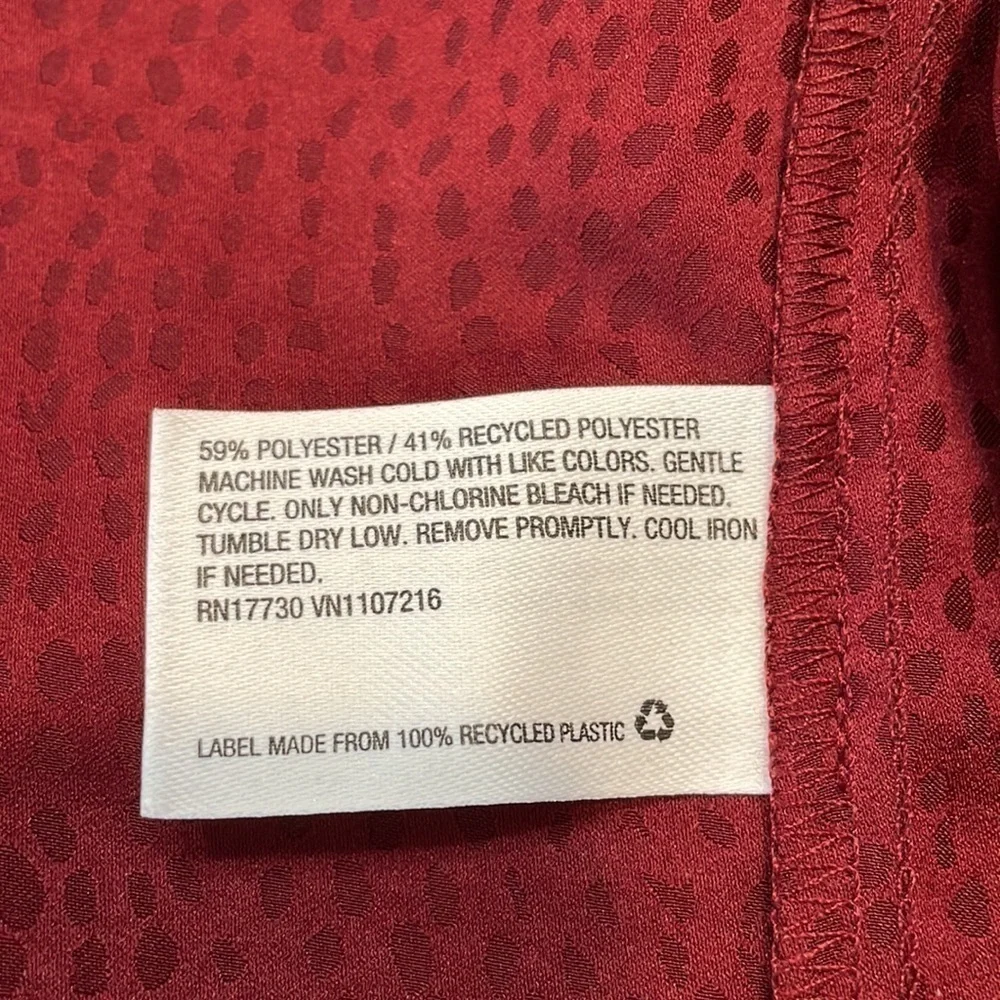 59% POLYESTER / 41% RECYCLED POLYESTER
MACHINE WASH COLD WITH LIKE COLORS. GENTLE
CYCLE. ONLY NON-CHLORINE BLEACH IF NEEDED.
TUMBLE DRY LOW. REMOVE PROMPTLY. COOL IRON
IF NEEDED.
RN17730 VN1107216
LABEL MADE FROM 100% RECYCLED PLASTIC